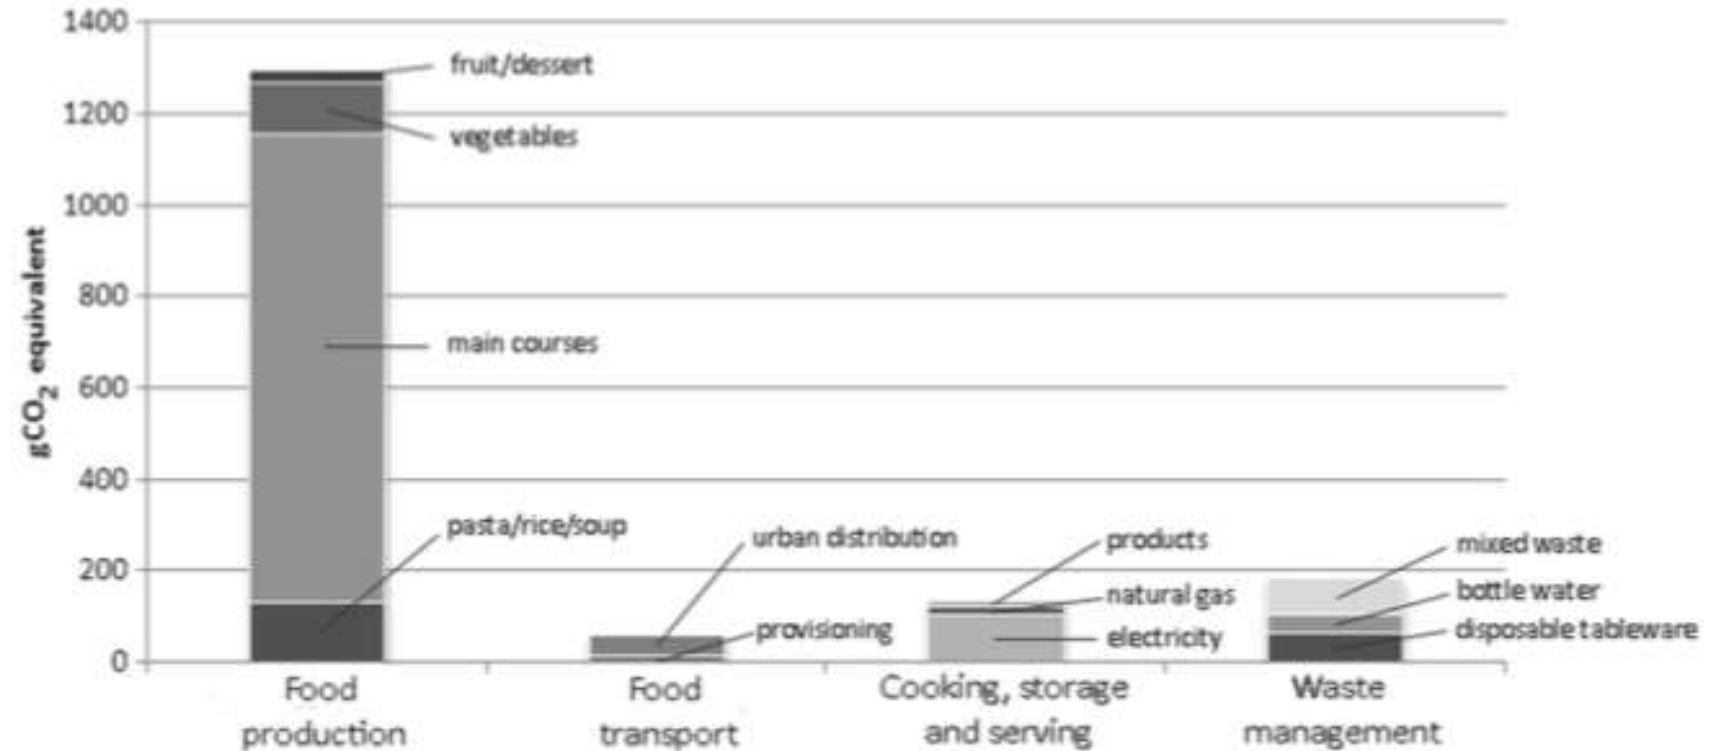 1400
1200
1000
800
600
400
200
0
gCO2 equivalent
fruit/dessert
vegetables
main courses
pasta/rice/soup
urban distribution
provisioning
products
natural gas
electricity
mixed waste
bottle water
disposable tableware
Food
production
Food
transport
Cooking, storage
and serving
Waste
management